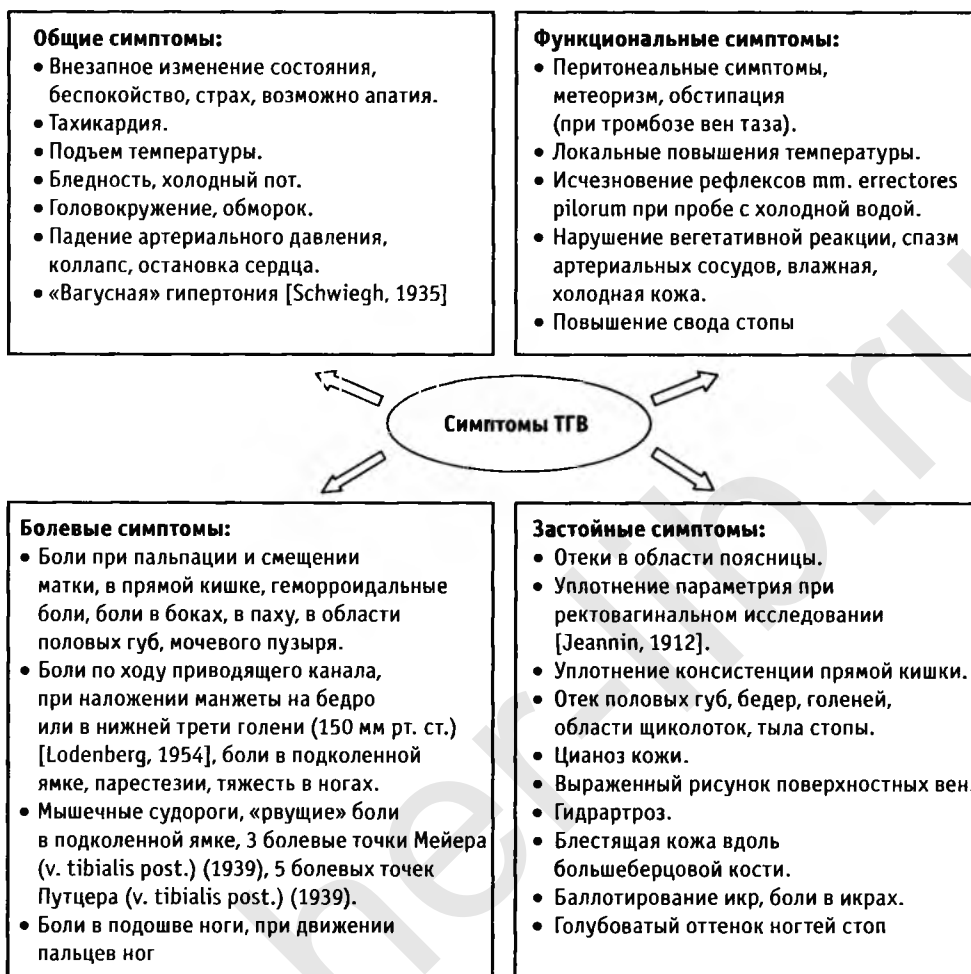 Общие симптомы:
• Внезапное изменение состояния,
беспокойство, страх, возможно апатия.
• Тахикардия.
• Подъем температуры.
• Бледность, холодный пот.
• Головокружение, обморок.
• Падение артериального давления,
коллапс, остановка сердца.
• «Вагусная» гипертония [Schwiegh, 1935]
Функциональные симптомы:
• Перитонеальные симптомы,
метеоризм, обстипация
(при тромбозе вен таза).
• Локальные повышения температуры.
• Исчезновение рефлексов mm. errectores
pilorum при пробе с холодной водой.
• Нарушение вегетативной реакции, спазм
артериальных сосудов, влажная,
холодная кожа.
• Повышение свода стопы
Симптомы ТГВ
Болевые симптомы:
• Боли при пальпации и смещении
матки, в прямой кишке, геморроидальные
боли, боли в боках, в паху, в области
половых губ, мочевого пузыря.
• Боли по ходу приводящего канала,
при наложении манжеты на бедро
или в нижней трети голени (150 мм рт. ст.)
[Lodenberg, 1954], боли в подколенной
ямке, парестезии, тяжесть в ногах.
• Мышечные судороги, «рвущие» боли
в подколенной ямке, 3 болевые точки Мейера
(v. tibialis post.) (1939), 5 болевых точек
Путцера (v. tibialis post.) (1939).
• Боли в подошве ноги, при движении
пальцев ног
Застойные симптомы:
• Отеки в области поясницы.
• Уплотнение параметрия при
ректовагинальном исследовании
[Jeannin, 1912].
• Уплотнение консистенции прямой кишки.
• Отек половых губ, бедер, голеней,
области щиколоток, тыла стопы.
• Цианоз кожи.
• Выраженный рисунок поверхностных вен.
• Гидрартроз.
• Блестящая кожа вдоль
большеберцовой кости.
• Баллотирование икр, боли в икрах.
• Голубоватый оттенок ногтей стоп
her-lib.ru